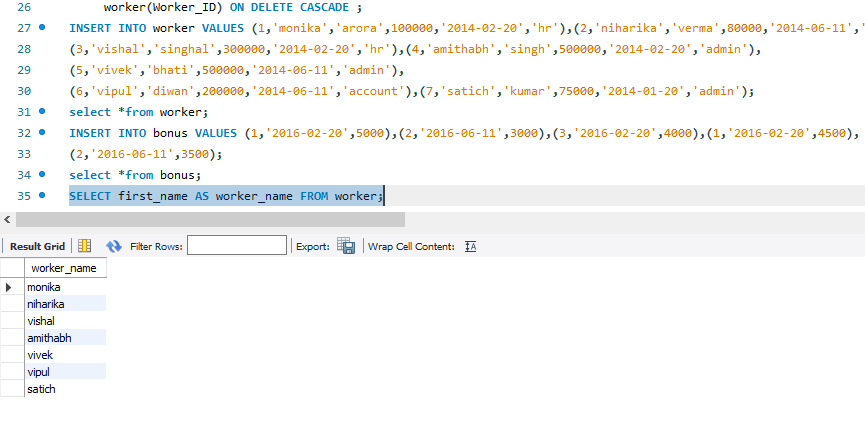 26 worker(Worker_ID) ON DELETE CASCADE ;
27 INSERT INTO worker VALUES (1,'monika','arora',100000,'2014-02-20','hr'),(2,'niharika','verma',80000,'2014-06-11','
28 (3,'vishal','singhal',300000,'2014-02-20','hr'),(4,'amithabh','singh',500000,'2014-02-20','admin'),
29 (5,'vivek','bhati',500000,'2014-06-11','admin'),
30 (6,'vipul','diwan',200000,'2014-06-11','account'),(7,'satich','kumar',75000,'2014-01-20','admin');
31 select *from worker;
32 INSERT INTO bonus VALUES (1,'2016-02-20',5000),(2,'2016-06-11',3000),(3,'2016-02-20',4000),(1,'2016-02-20',4500),
33 (2,'2016-06-11',3500);
34 select *from bonus;
35 SELECT first_name AS worker_name FROM worker;
Result Grid Filter Rows: Export: Wrap Cell Content:
worker_name
monika
niharika
vishal
amithabh
vivek
vipul
satich